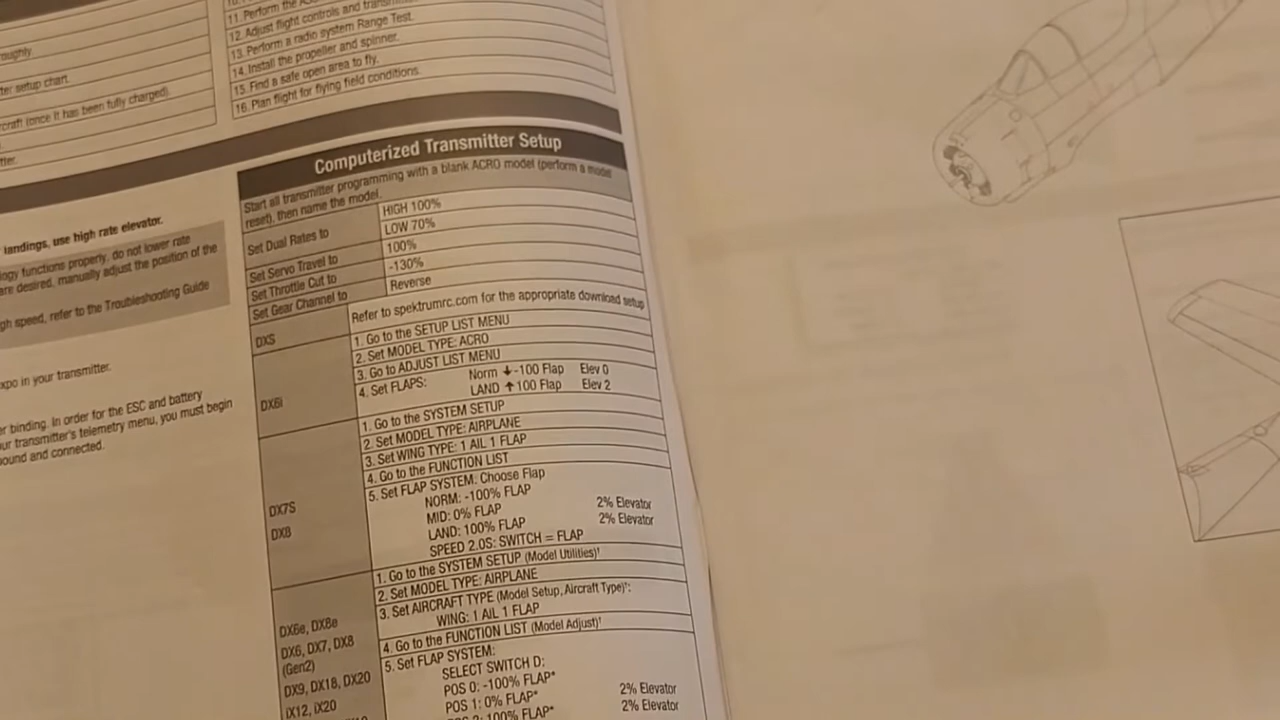 roughly.
ter setup chart.
rcraft (once it has been fully charged).
tter.
11. Perform the
12. Adjust flight controls and
13. Perform a radio system Range Test.
14. Install the propeller and spinner.
15. Find a safe open area to fly.
16. Plan flight for flying field conditions.
landings, use high rate elevator.
ogy functions properly, do not lower rate
are desired, manually adjust the position of the
gh speed, refer to the Troubleshooting Guide
xpo in your transmitter.
er binding. In order for the ESC and battery
ur transmitter's telemetry menu, you must begin
ound and connected.
Computerized Transmitter Setup
Start all transmitter programming with a blank ACRO model (perform a model
reset), then name the model.
Set Dual Rates to
HIGH 100%
LOW 70%
Set Servo Travel to
100%
Set Throttle Cut to
-130%
Set Gear Channel to
Reverse
DXS
Refer to spektrumrc.com for the appropriate download setup
DX6i
1. Go to the SETUP LIST MENU
2. Set MODEL TYPE: ACRO
3. Go to ADJUST LIST MENU
4. Set FLAPS: Norm ↓-100 Flap Elev 0
LAND ↑100 Flap Elev 2
DX7S
DX8
1. Go to the SYSTEM SETUP
2. Set MODEL TYPE: AIRPLANE
3. Set WING TYPE: 1 AIL 1 FLAP
4. Go to the FUNCTION LIST
5. Set FLAP SYSTEM: Choose Flap
NORM: -100% FLAP
MID: 0% FLAP 2% Elevator
LAND: 100% FLAP 2% Elevator
SPEED 2.0S: SWITCH = FLAP
DX6e, DX8e
DX6, DX7, DX8
(Gen2)
DX9, DX18, DX20
iX12, iX20
1. Go to the SYSTEM SETUP (Model Utilities)†
2. Set MODEL TYPE: AIRPLANE
3. Set AIRCRAFT TYPE (Model Setup, Aircraft Type)†:
WING: 1 AIL 1 FLAP
4. Go to the FUNCTION LIST (Model Adjust)†
5. Set FLAP SYSTEM:
SELECT SWITCH D:
POS 0: -100% FLAP*
POS 1: 0% FLAP* 2% Elevator
POS 2: 100% FLAP* 2% Elevator